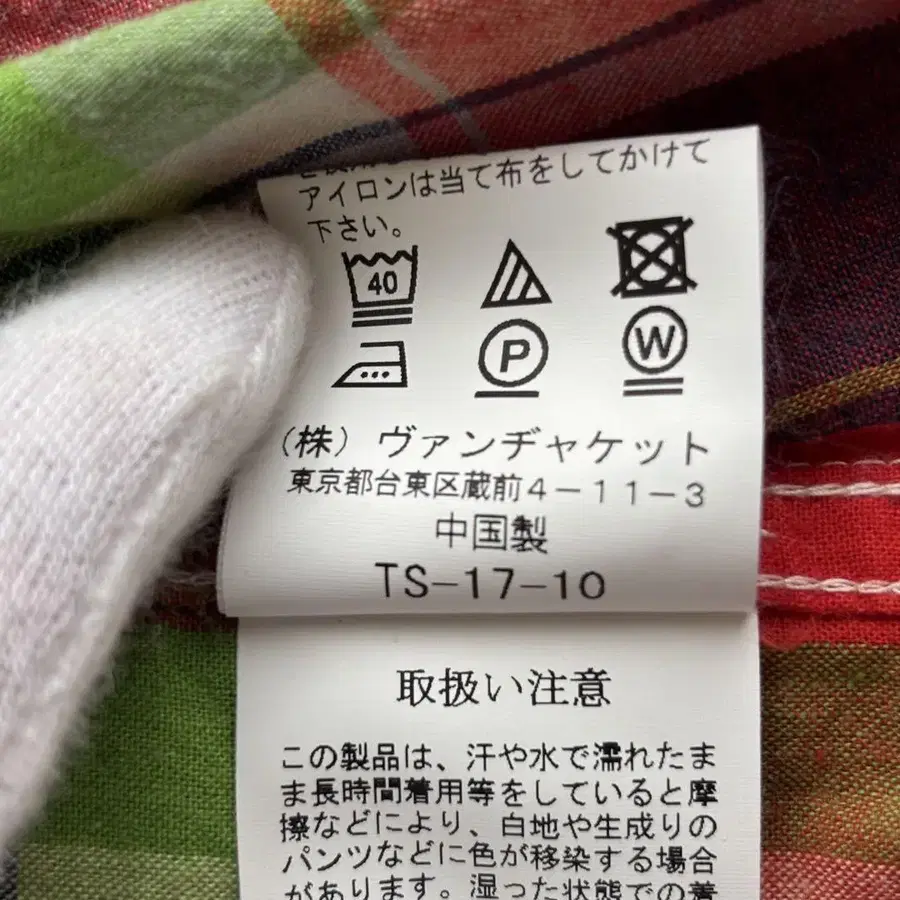 アイロンは当て布をしてかけて
下さい。
40
P
W
(株) ヴァンヂャケット
東京都台東区蔵前4-11-3
中国製
TS-17-10
取扱い注意
この製品は、汗や水で濡れたま
ま長時間着用等をしていると摩
擦などにより、白地や生成りの
パンツなどに色が移染する場合
があります。湿った状態での着